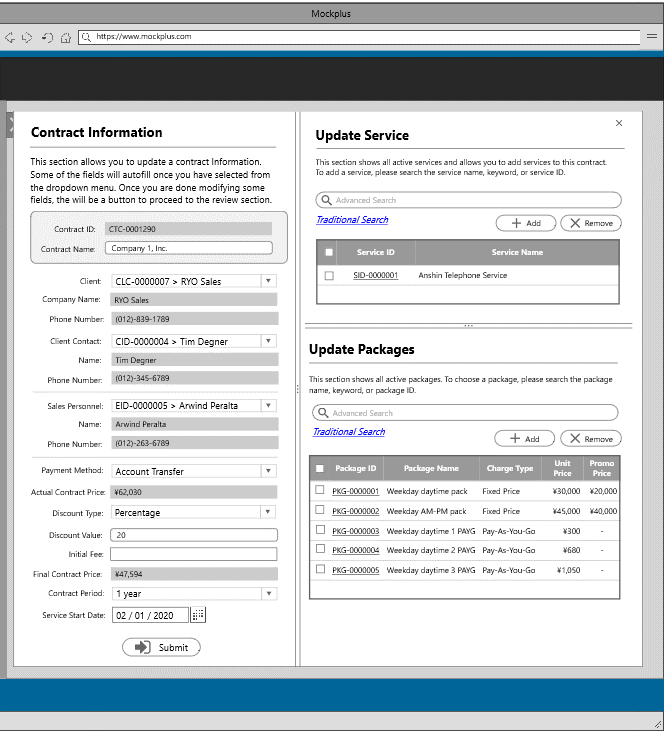 Mockplus
https://www.mockplus.com
Contract Information
This section allows you to update a contract Information.
Some of the fields will autofill once you have selected from
the dropdown menu. Once you are done modifying some
fields, the will be a button to proceed to the review section.
Contract ID: CTC-0001290
Contract Name: Company 1, Inc.
Client: CLC-0000007 > RYO Sales
Company Name: RYO Sales
Phone Number: (012)-839-1789
Client Contact: CID-0000004 > Tim Degner
Name: Tim Degner
Phone Number: (012)-345-6789
Sales Personnel: EID-0000005 > Arwind Peralta
Name: Arwind Peralta
Phone Number: (012)-263-6789
Payment Method: Account Transfer
Actual Contract Price: ¥62,030
Discount Type: Percentage
Discount Value: 20
Initial Fee:
Final Contract Price: ¥47,594
Contract Period: 1 year
Service Start Date: 02 / 01 / 2020
Submit
Update Service
This section shows all active services and allows you to add services to this contract.
To add a service, please search the service name, keyword, or service ID.
Advanced Search
Traditional Search
Add Remove
Service ID Service Name
SID-0000001 Anshin Telephone Service
Update Packages
This section shows all active packages. To choose a package, please search the package
name, keyword, or package ID.
Advanced Search
Traditional Search
Add Remove
Package ID Package Name Charge Type Unit Price Promo Price
PKG-0000001 Weekday daytime pack Fixed Price ¥30,000 ¥20,000
PKG-0000002 Weekday AM-PM pack Fixed Price ¥45,000 ¥40,000
PKG-0000003 Weekday daytime 1 PAYG Pay-As-You-Go ¥300 -
PKG-0000004 Weekday daytime 2 PAYG Pay-As-You-Go ¥680 -
PKG-0000005 Weekday daytime 3 PAYG Pay-As-You-Go ¥1,050 -